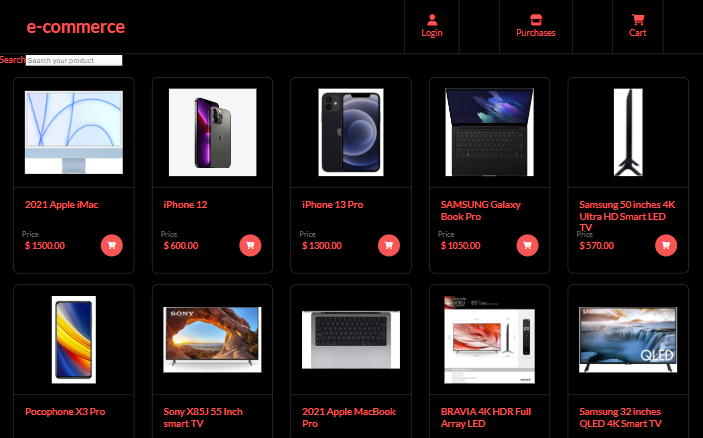 e-commerce
Login
Purchases
Cart
Search
Search your product
2021 Apple iMac
Price
$ 1500.00
iPhone 12
Price
$ 600.00
iPhone 13 Pro
Price
$ 1300.00
SAMSUNG Galaxy
Book Pro
Price
$ 1050.00
Samsung 50 inches 4K
Ultra HD Smart LED
TV
Price
$ 570.00
Pocophone X3 Pro
SONY
Sony X85J 55 Inch
smart TV
2021 Apple MacBook
Pro
BRAVIA 4K HDR Full
Array LED
SAMSUNG
QLED
Samsung 32 inches
QLED 4K Smart TV